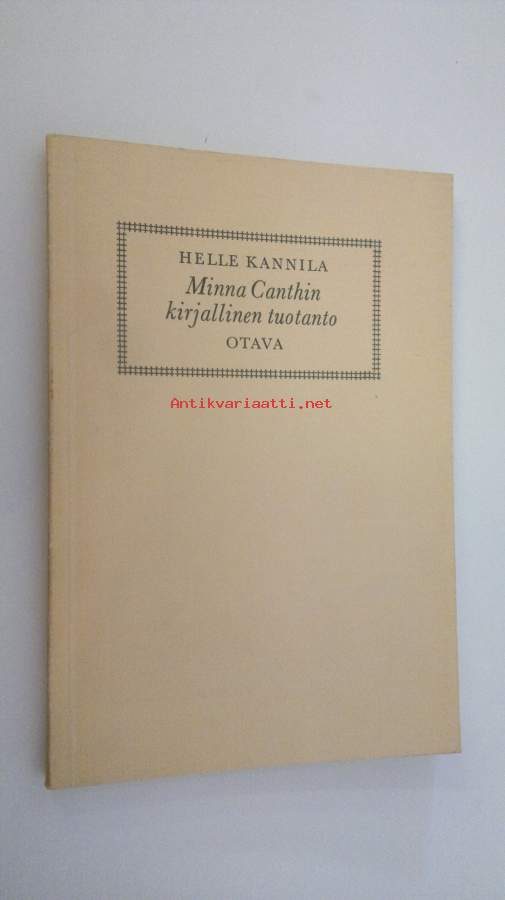 HELLE KANNILA
Minna Canthin
kirjallinen tuotanto
OTAVA
Antikvariaatti.net